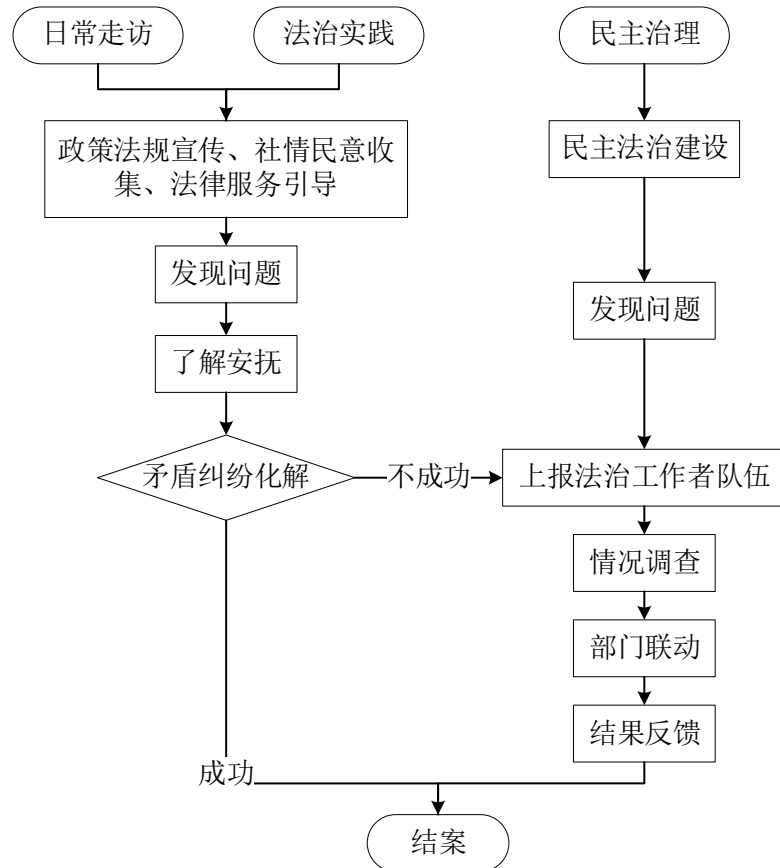 日常走访
法治实践
民主治理
政策法规宣传、社情民意收
集、法律服务引导
民主法治建设
发现问题
发现问题
了解安抚
矛盾纠纷化解
不成功
上报法治工作者队伍
情况调查
部门联动
结果反馈
成功
结案